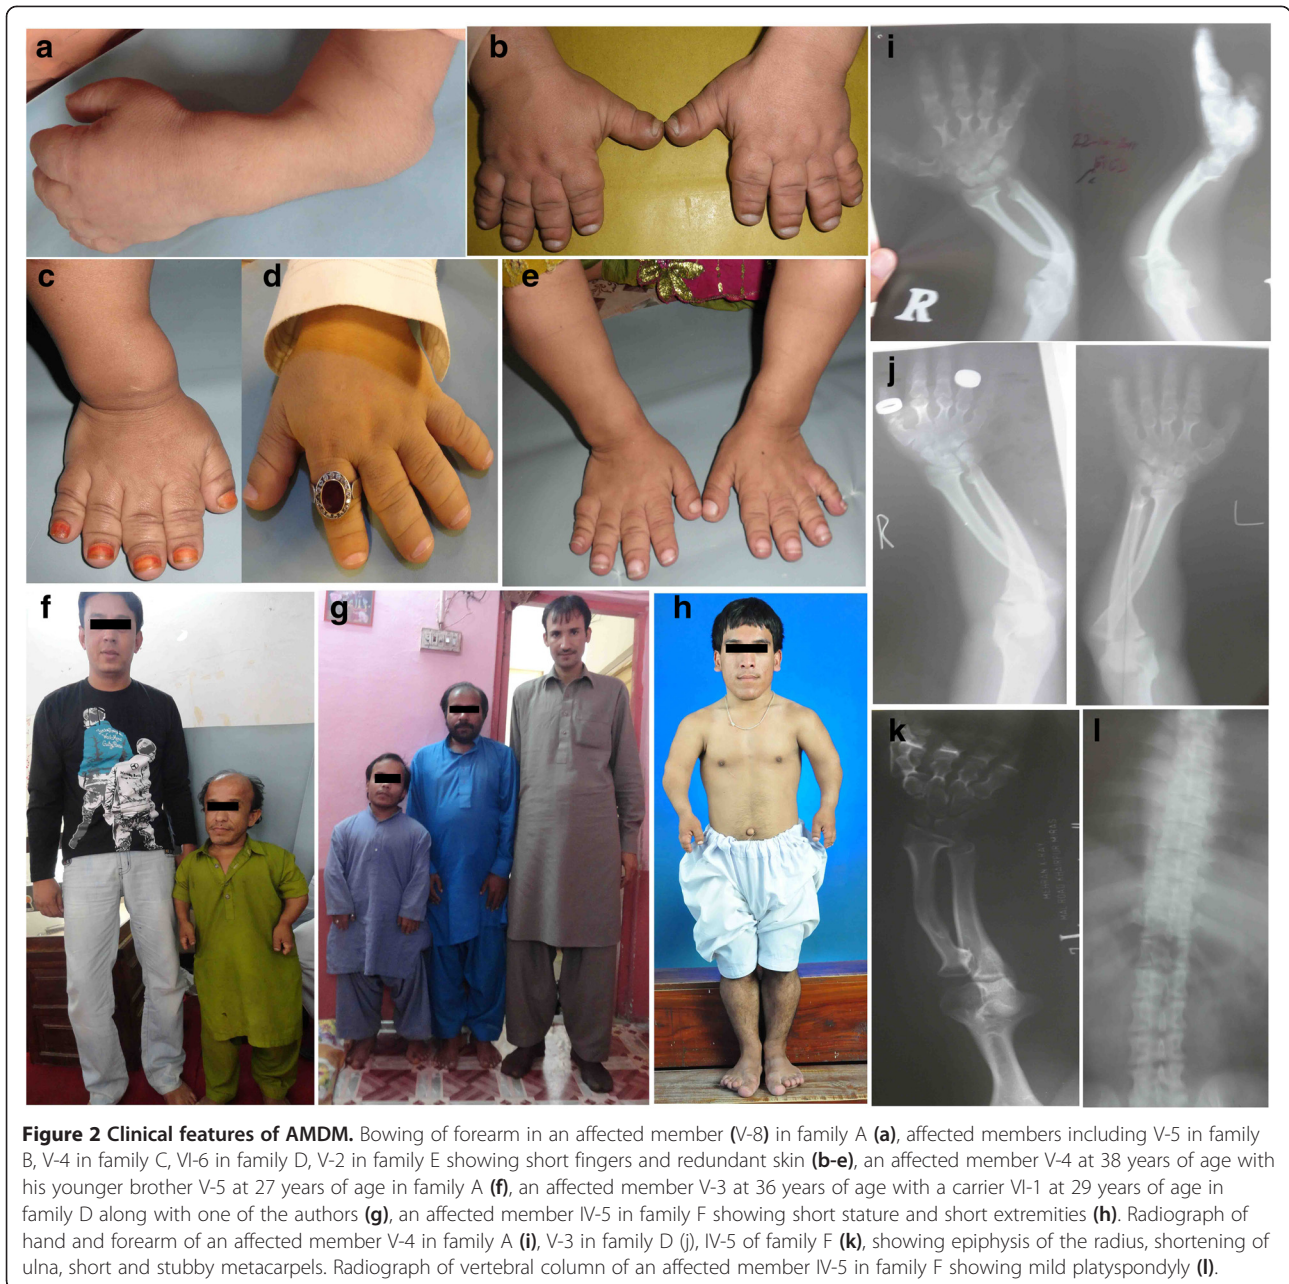 a
b
i
R
c
d
e
j
R
L
f
g
h
k
l
Figure 2 Clinical features of AMDM. Bowing of forearm in an affected member (V-8) in family A (a), affected members including V-5 in family
B, V-4 in family C, VI-6 in family D, V-2 in family E showing short fingers and redundant skin (b-e), an affected member V-4 at 38 years of age with
his younger brother V-5 at 27 years of age in family A (f), an affected member V-3 at 36 years of age with a carrier VI-1 at 29 years of age in
family D along with one of the authors (g), an affected member IV-5 in family F showing short stature and short extremities (h). Radiograph of
hand and forearm of an affected member V-4 in family A (i), V-3 in family D (j), IV-5 of family F (k), showing epiphysis of the radius, shortening of
ulna, short and stubby metacarpels. Radiograph of vertebral column of an affected member IV-5 in family F showing mild platyspondyly (l).